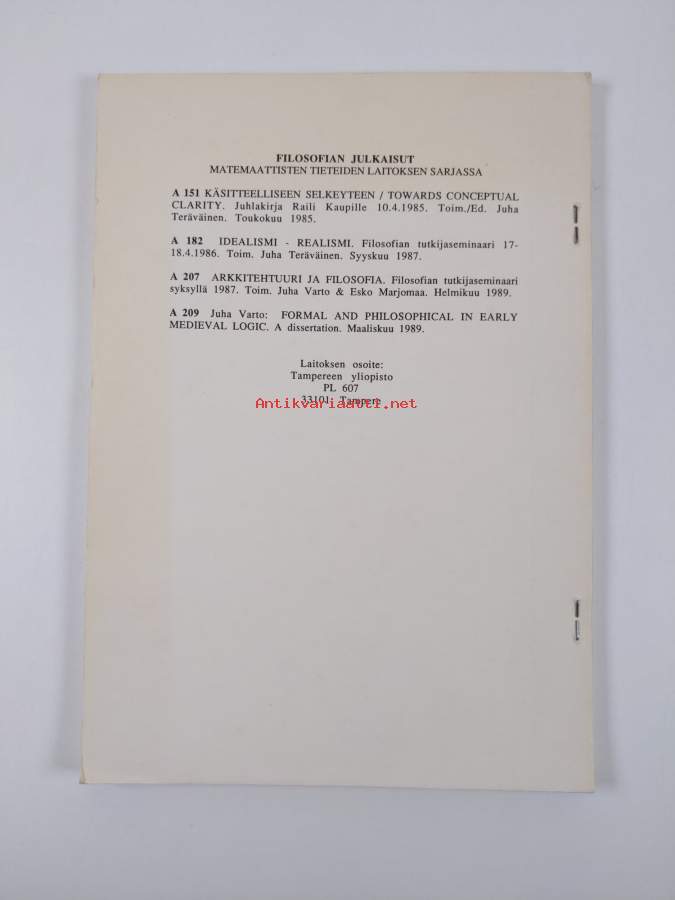 FILOSOFIAN JULKAISUT
MATEMAATTISTEN TIETEIDEN LAITOKSEN SARJASSA
A 151 KÄSITTEELLISEEN SELKEYTEEN / TOWARDS CONCEPTUAL
CLARITY. Juhlakirja Raili Kaupille 10.4.1985. Toim./Ed. Juha
Teräväinen. Toukokuu 1985.
A 182 IDEALISMI - REALISMI. Filosofian tutkijaseminaari 17-
18.4.1986. Toim. Juha Teräväinen. Syyskuu 1987.
A 207 ARKKITEHTUURI JA FILOSOFIA. Filosofian tutkijaseminaari
syksyllä 1987. Toim. Juha Varto & Esko Marjomaa. Helmikuu 1989.
A 209 Juha Varto: FORMAL AND PHILOSOPHICAL IN EARLY
MEDIEVAL LOGIC. A dissertation. Maaliskuu 1989.
Laitoksen osoite:
Tampereen yliopisto
PL 607
33101 Tampere
Antikvariaatti.net